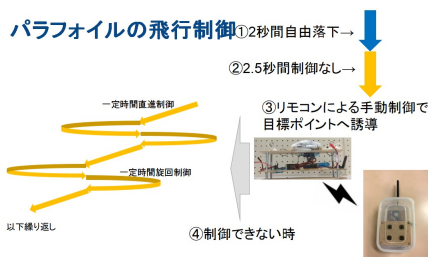 パラフォイルの飛行制御
①2秒間自由落下→
②2.5秒間制御なし→
③リモコンによる手動制御で
目標ポイントへ誘導
一定時間直進制御
一定時間旋回制御
以下繰り返し
④制御できない時